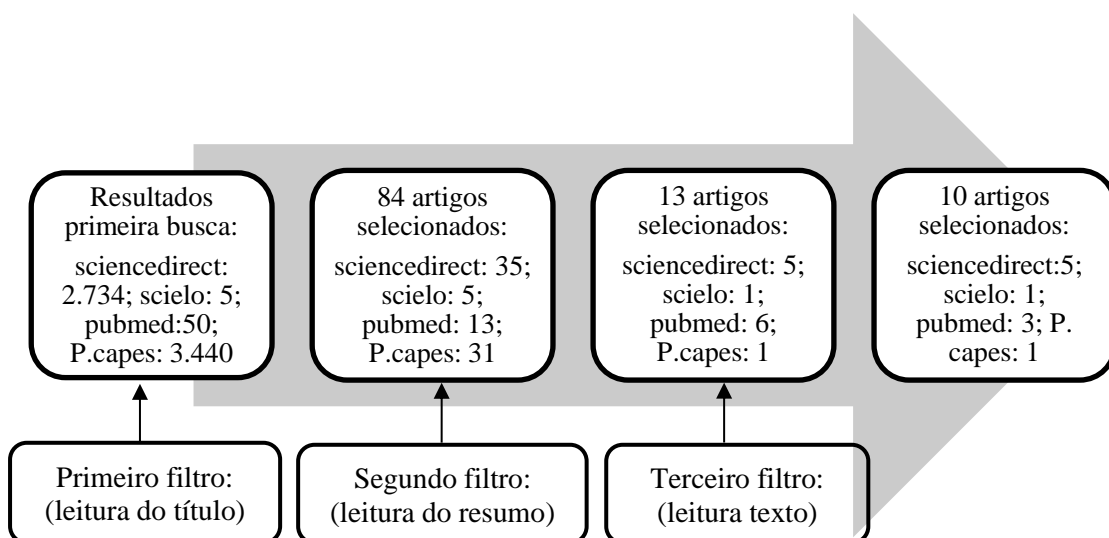 Resultados
primeira busca:
sciencedirect:
2.734; scielo: 5;
pubmed:50;
P.capes: 3.440
84 artigos
selecionados:
sciencedirect: 35;
scielo: 5;
pubmed: 13;
P.capes: 31
13 artigos
selecionados:
sciencedirect: 5;
scielo: 1;
pubmed: 6;
P.capes: 1
10 artigos
selecionados:
sciencedirect:5;
scielo: 1;
pubmed: 3; P.
capes: 1
Primeiro filtro:
(leitura do título)
Segundo filtro:
(leitura do resumo)
Terceiro filtro:
(leitura texto)